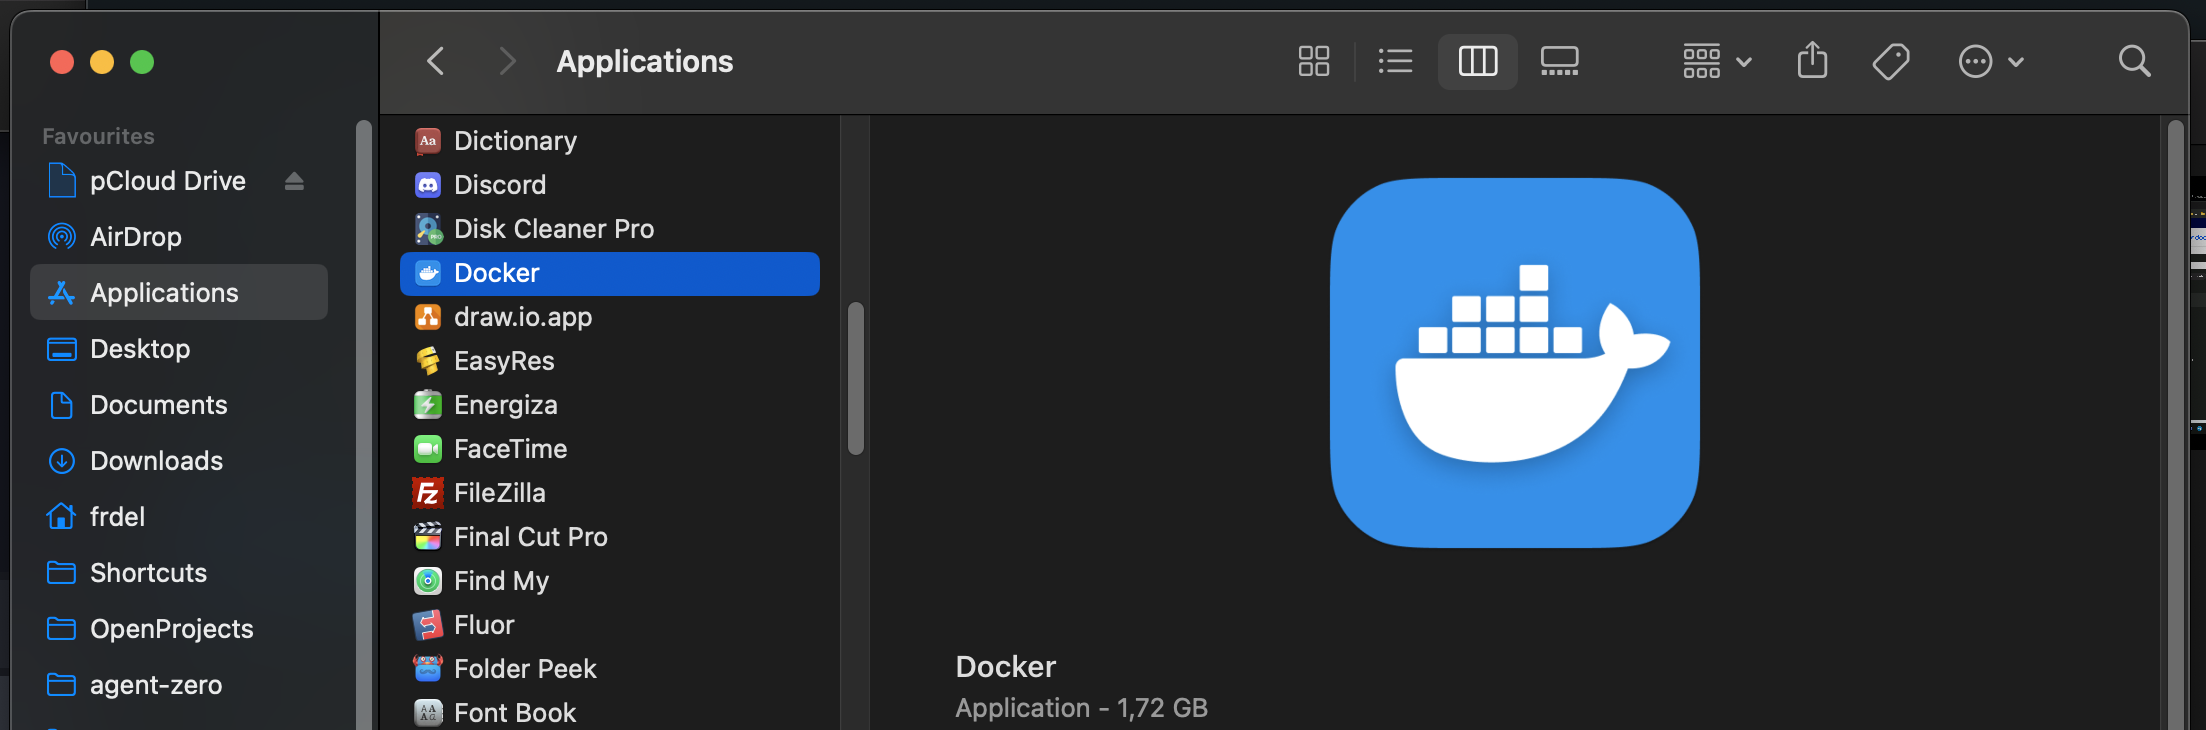 Applications
Favourites
pCloud Drive
AirDrop
Applications
Desktop
Documents
Downloads
frdel
Shortcuts
OpenProjects
agent-zero
Dictionary
Discord
Disk Cleaner Pro
Docker
draw.io.app
EasyRes
Energiza
FaceTime
FileZilla
Final Cut Pro
Find My
Fluor
Folder Peek
Font Book
Docker
Application - 1,72 GB